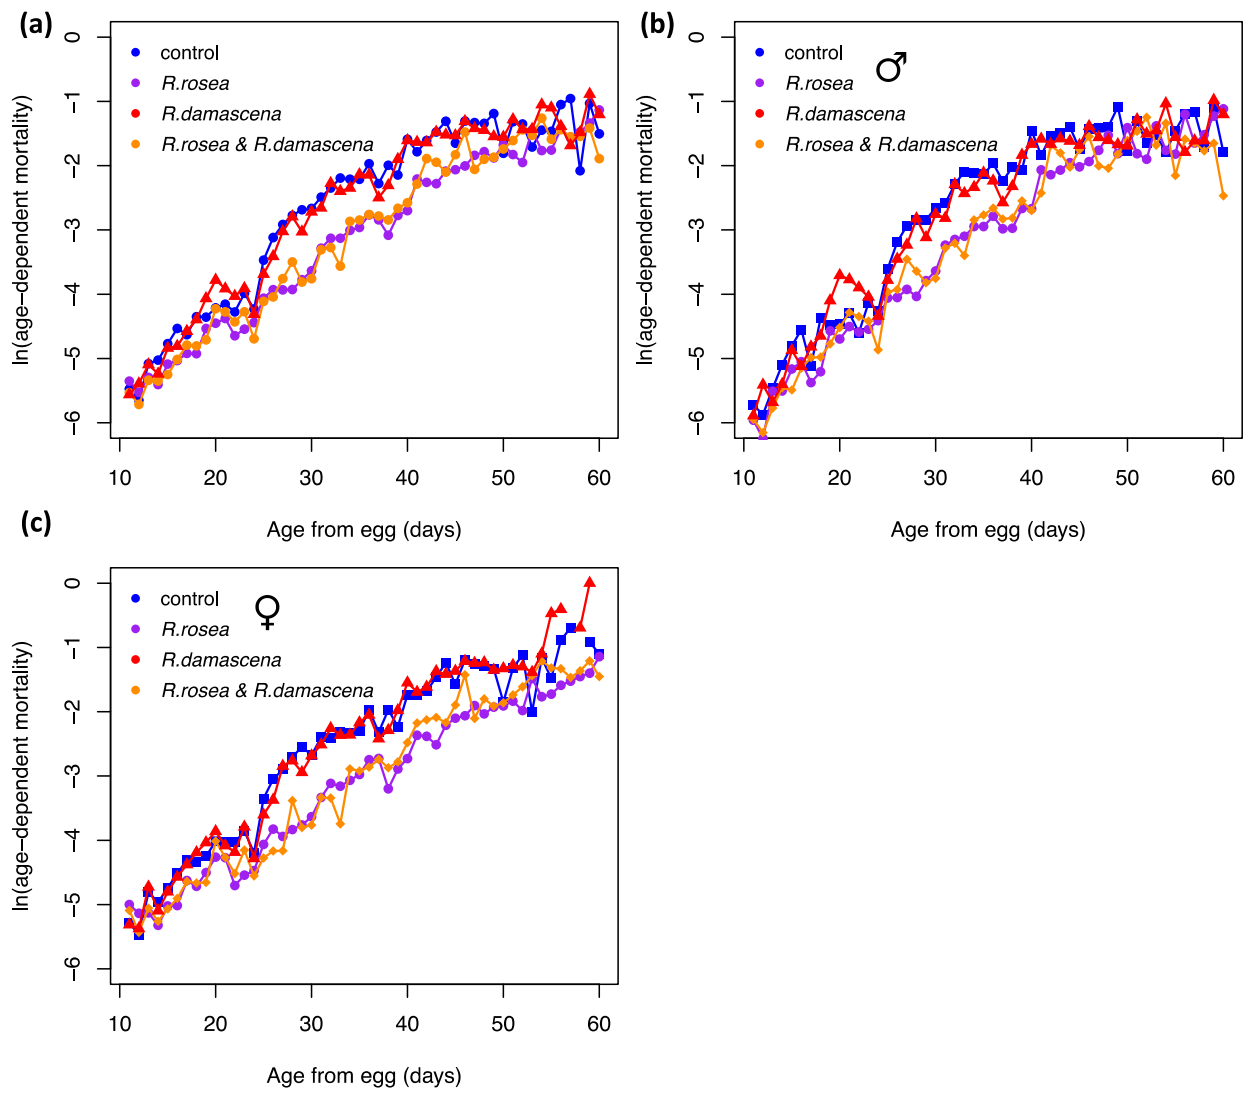 (a)
0
−1
−2
−3
−4
−5
−6
ln(age−dependent mortality)
control
R.rosea
R.damascena
R.rosea & R.damascena
10 20 30 40 50 60
Age from egg (days)
(b)
0
−1
−2
−3
−4
−5
−6
ln(age−dependent mortality)
control
R.rosea
R.damascena
R.rosea & R.damascena
♂
10 20 30 40 50 60
Age from egg (days)
(c)
0
−1
−2
−3
−4
−5
−6
ln(age−dependent mortality)
control
R.rosea
R.damascena
R.rosea & R.damascena
♀
10 20 30 40 50 60
Age from egg (days)